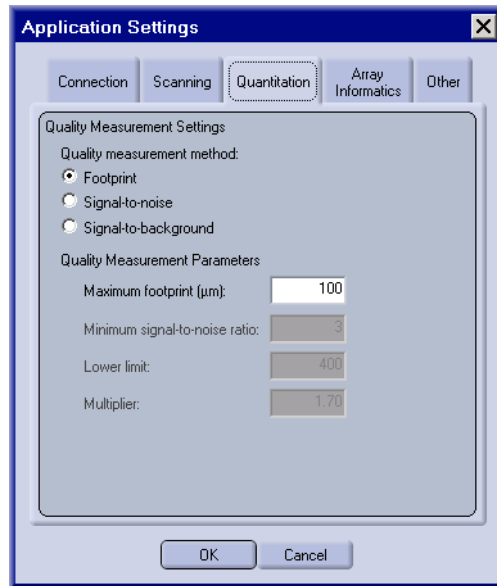 Application Settings
Connection Scanning Quantitation Array Informatics Other
Quality Measurement Settings
Quality measurement method:
Footprint
Signal-to-noise
Signal-to-background
Quality Measurement Parameters
Maximum footprint (µm): 100
Minimum signal-to-noise ratio: 3
Lower limit: 400
Multiplier: 1.70
OK Cancel